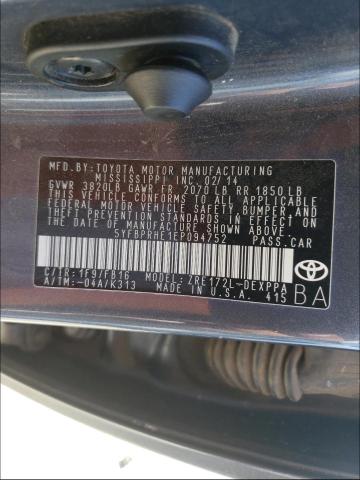 MFD.BY:TOYOTA MOTOR MANUFACTURING
MISSISSIPPI INC. 02/14
GVWR 3820LB GAWR FR 2070 LB RR 1850 LB
THIS VEHICLE CONFORMS TO ALL APPLICABLE
FEDERAL MOTOR VEHICLE SAFETY, BUMPER AND
THEFT PREVENTION STANDARDS IN EFFECT ON
THE DATE OF MANUFACTURE SHOWN ABOVE.
5YFBPRHE1EP094752 PASS.CAR
C/TR:1F9/FB16 MODEL: ZRE172L-DEXPPA
A/TM:-04A/K313 MADE IN U.S.A. 415
BA
TOYOTA